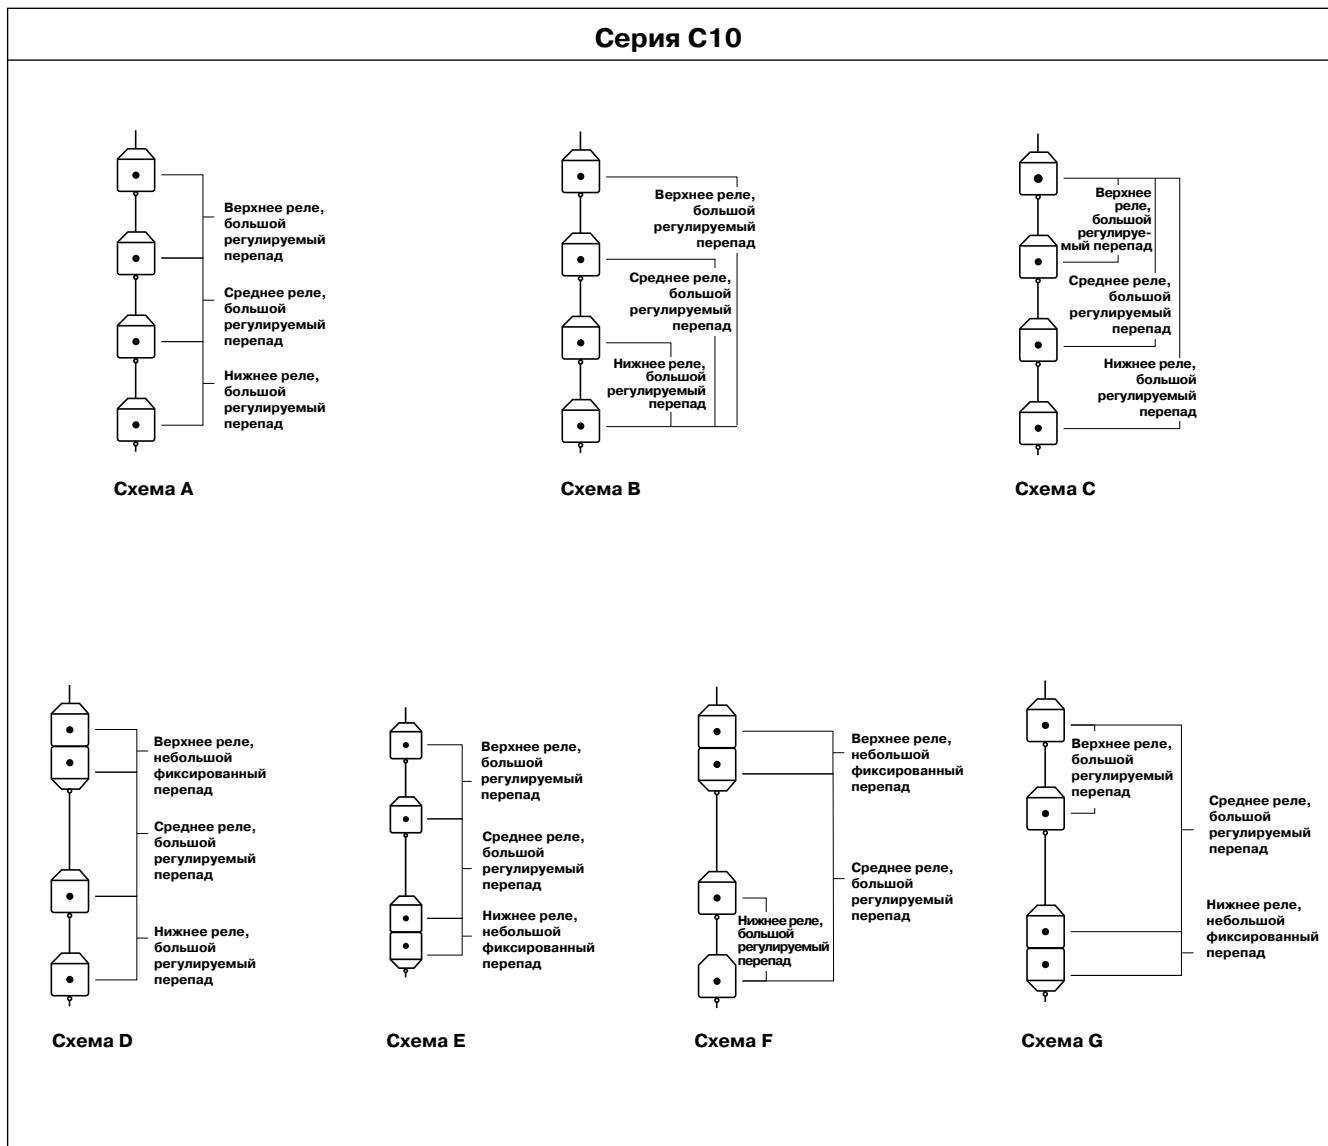 Серия C10
Верхнее реле,
большой
регулируемый
перепад
Среднее реле,
большой
регулируемый
перепад
Нижнее реле,
большой
регулируемый
перепад
Схема A
Верхнее реле,
большой
регулируемый
перепад
Среднее реле,
большой
регулируемый
перепад
Нижнее реле,
большой
регулируемый
перепад
Схема B
Верхнее
реле,
большой
регулируе-
мый перепад
Среднее реле,
большой
регулируемый
перепад
Нижнее реле,
большой
регулируемый
перепад
Схема C
Верхнее реле,
небольшой
фиксированный
перепад
Среднее реле,
большой
регулируемый
перепад
Нижнее реле,
большой
регулируемый
перепад
Схема D
Верхнее реле,
большой
регулируемый
перепад
Среднее реле,
большой
регулируемый
перепад
Нижнее реле,
небольшой
фиксированный
перепад
Схема E
Верхнее реле,
небольшой
фиксированный
перепад
Среднее реле,
большой
регулируемый
перепад
Нижнее реле,
большой
регулируемый
перепад
Схема F
Верхнее реле,
большой
регулируемый
перепад
Среднее реле,
большой
регулируемый
перепад
Нижнее реле,
небольшой
фиксированный
перепад
Схема G